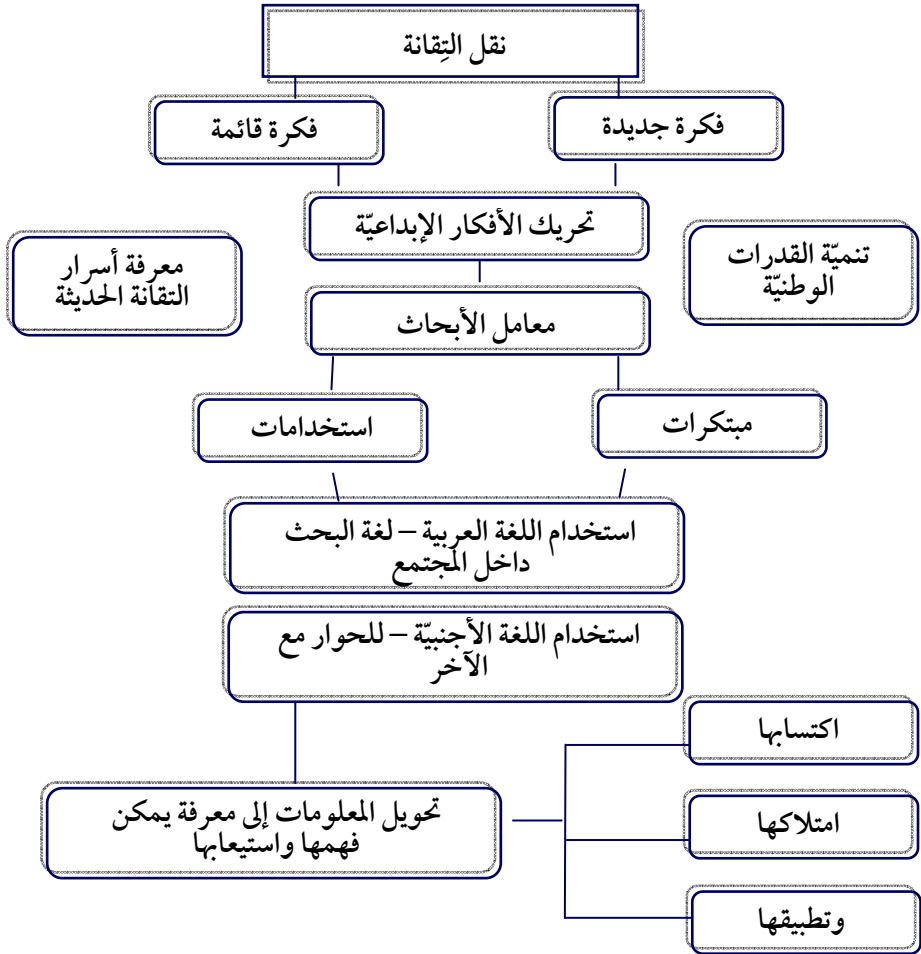 نقل التِقانة
فكرة جديدة
فكرة قائمة
تحريك الأفكار الإبداعيّة
تنميّة القدرات
الوطنيّة
معرفة أسرار
التقانة الحديثة
معامل الأبحاث
مبتكرات
استخدامات
استخدام اللغة العربية – لغة البحث
داخل المجتمع
استخدام اللغة الأجنبيّة – للحوار مع
الآخر
اكتسابها
تحويل المعلومات إلى معرفة يمكن
فهمها واستيعابها
امتلاكها
وتطبيقها